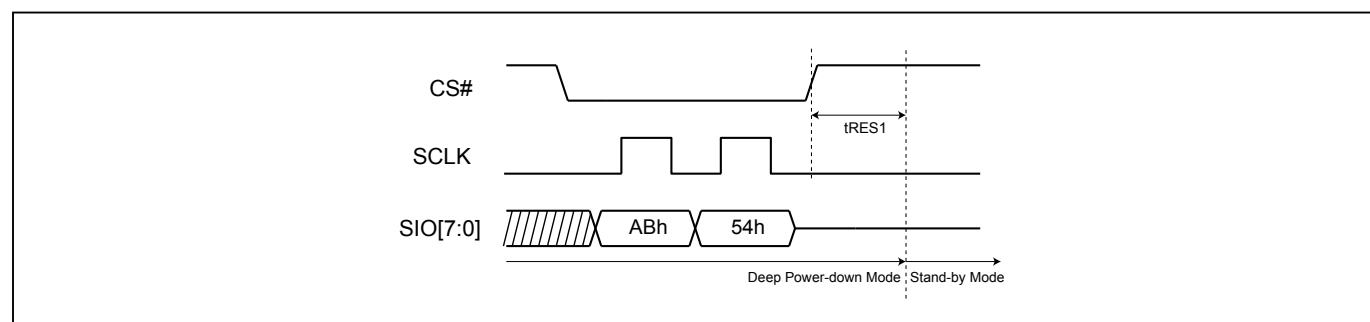 CS#
tRES1
SCLK
SIO[7:0]
ABh
54h
Deep Power-down Mode
Stand-by Mode